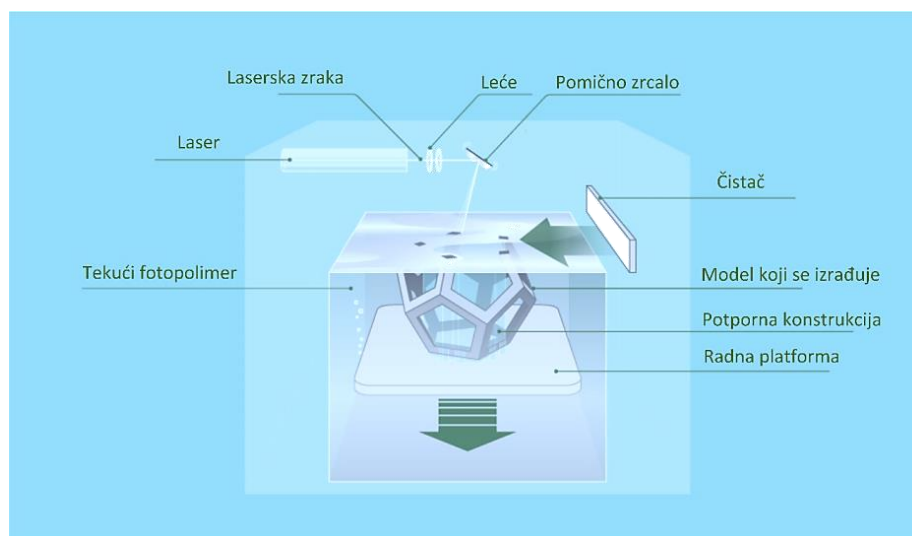 Laserska zraka
Leće
Pomično zrcalo
Laser
Čistač
Tekući fotopolimer
Model koji se izrađuje
Potporna konstrukcija
Radna platforma